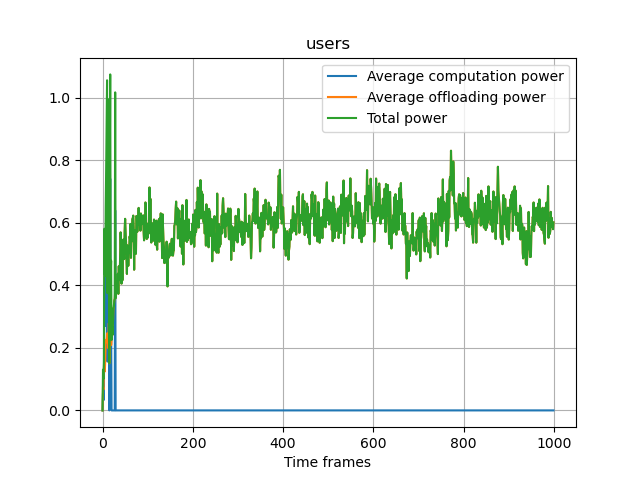 users
Average computation power
Average offloading power
Total power
1.0
0.8
0.6
0.4
0.2
0.0
0 200 400 600 800 1000
Time frames